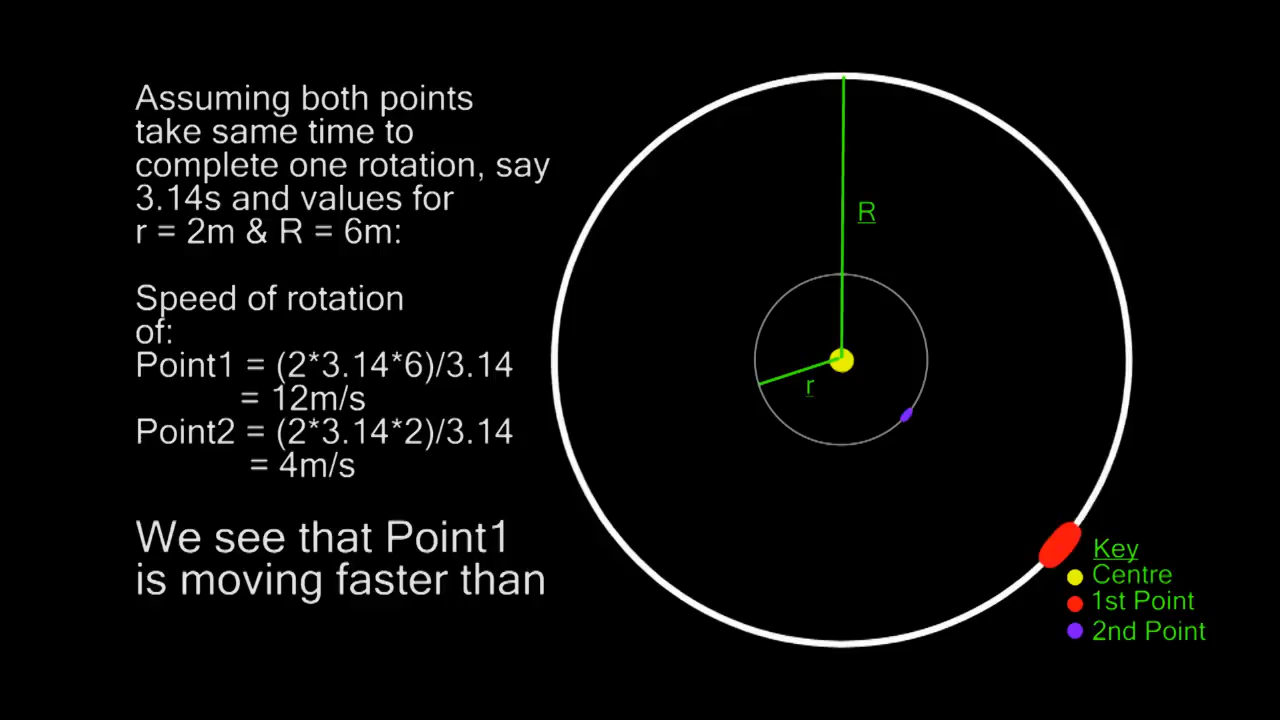 Assuming both points
take same time to
complete one rotation, say
3.14s and values for
r = 2m & R = 6m:
Speed of rotation
of:
Point1 = (2*3.14*6)/3.14
= 12m/s
Point2 = (2*3.14*2)/3.14
= 4m/s
We see that Point1
is moving faster than
R
r
Key
Centre
1st Point
2nd Point